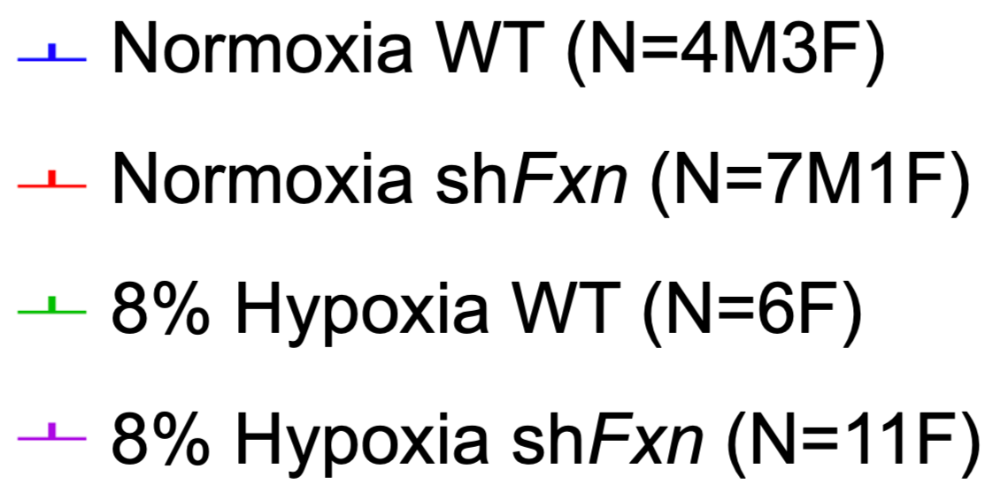 Normoxia WT (N=4M3F)
Normoxia shFxn (N=7M1F)
8% Hypoxia WT (N=6F)
8% Hypoxia shFxn (N=11F)